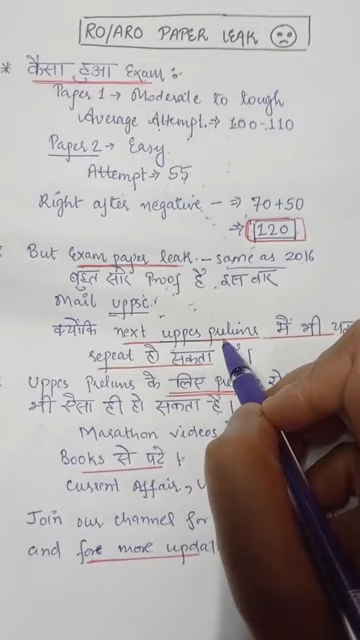 RO/ARO PAPER LEAK
* कैसा हुआ Exam :-
Paper 1 → Moderate to tough
Average Attempt → 100-110
Paper 2 → Easy
Attempt → 55
Right after negative - ⇒ 70+50
⇒ 120
But Exam paper leak - same as 2016
बहुत सारे Proof है इस बार
Mail uppsc
क्योंकि next uppcs prelims में भी
repeat हो सकता
Uppcs Prelims के लिए
भी ऐसा ही हो सकता है।
Marathon videos
Books से पढे।
Current affair,
Join our channel for
and for more updat